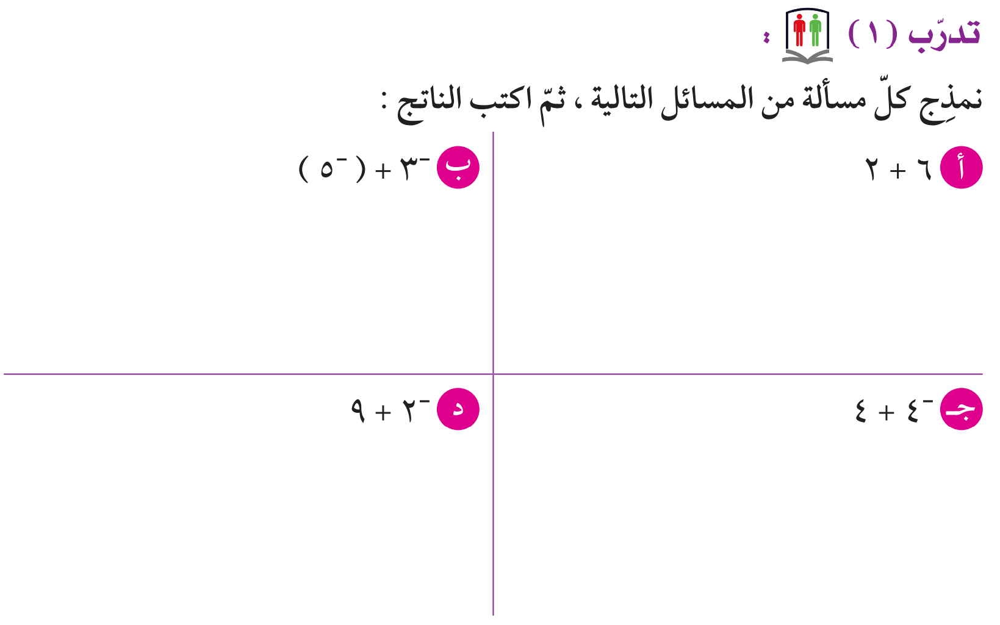 تدرّب (١) :
نمذِج كلّ مسألة من المسائل التالية ، ثمّ اكتب الناتج :
أ ٦ + ٢
ب ⁻٣ + ( ⁻٥ )
جـ ⁻٤ + ٤
د ⁻٢ + ٩